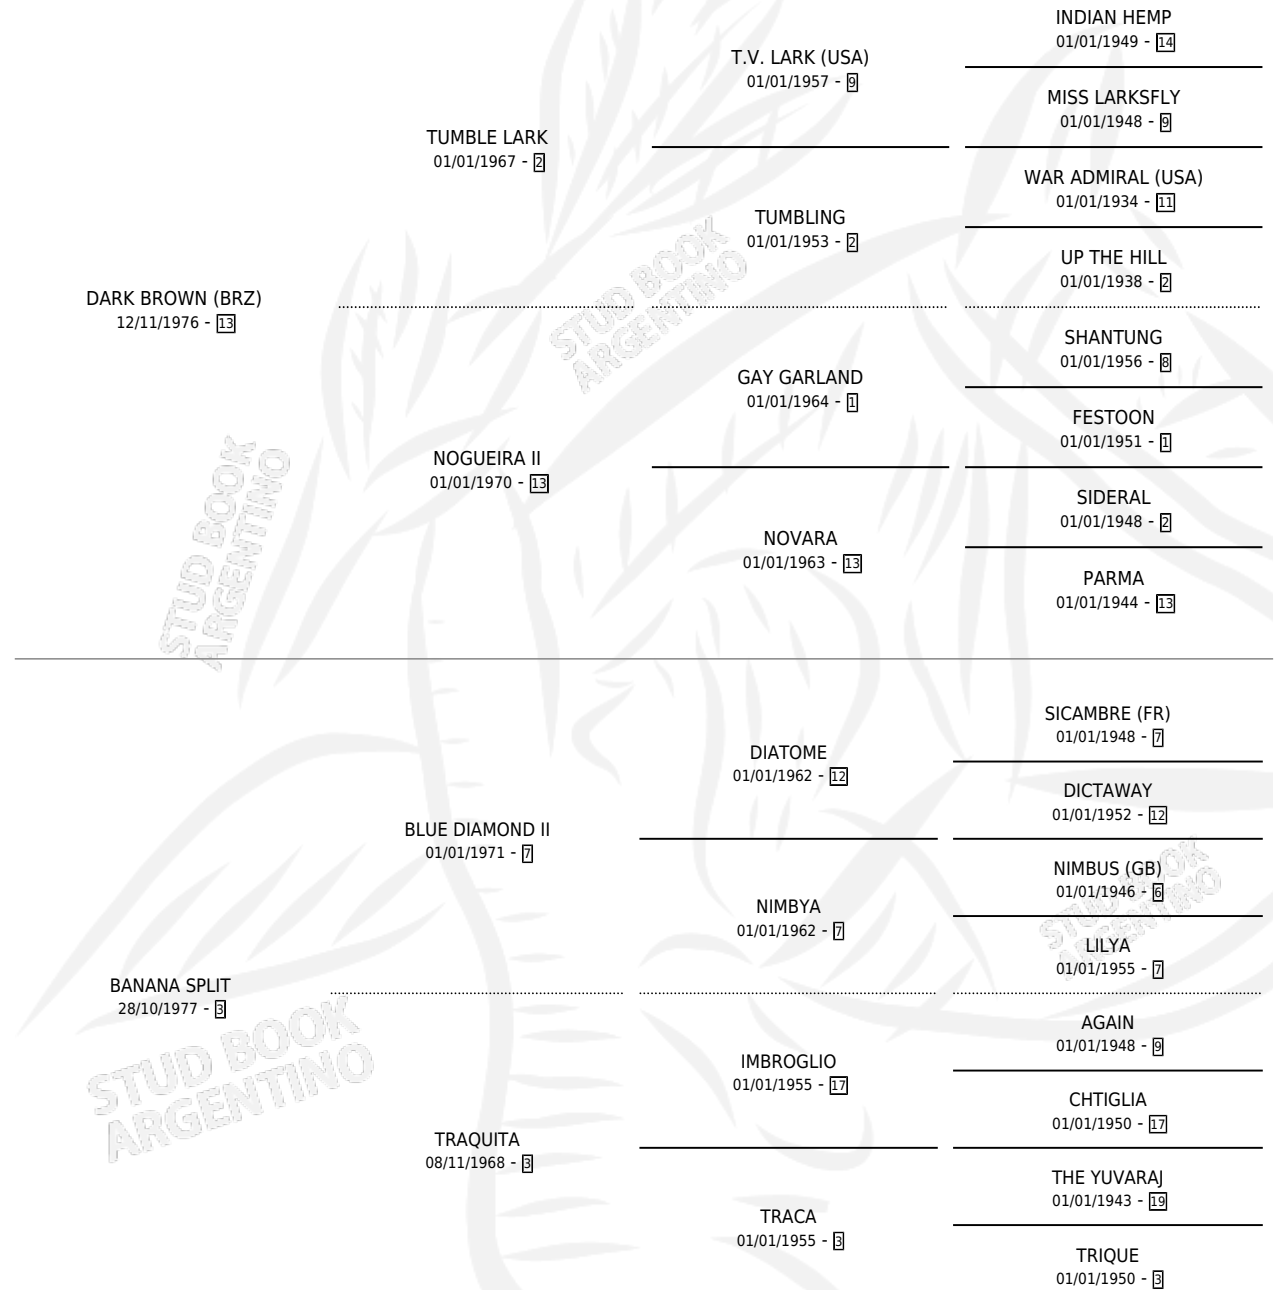 INDIAN HEMP
01/01/1949 - 14
T.V. LARK (USA)
01/01/1957 - 9
MISS LARKSFLY
01/01/1948 - 9
TUMBLE LARK
01/01/1967 - 2
WAR ADMIRAL (USA)
01/01/1934 - 11
TUMBLING
01/01/1953 - 2
UP THE HILL
01/01/1938 - 2
DARK BROWN (BRZ)
12/11/1976 - 13
STUD BOOK
ARGENTINO
SHANTUNG
01/01/1956 - 8
GAY GARLAND
01/01/1964 - 1
FESTOON
01/01/1951 - 1
NOGUEIRA II
01/01/1970 - 13
SIDERAL
01/01/1948 - 2
NOVARA
01/01/1963 - 13
PARMA
01/01/1944 - 13
STUD BOOK
ARGENTINO
SICAMBRE (FR)
01/01/1948 - 7
DIATOME
01/01/1962 - 12
DICTAWAY
01/01/1952 - 12
BLUE DIAMOND II
01/01/1971 - 7
NIMBUS (GB)
01/01/1946 - 6
NIMBYA
01/01/1962 - 7
LILYA
01/01/1955 - 7
STUD BOOK
ARGENTINO
BANANA SPLIT
28/10/1977 - 3
AGAIN
01/01/1948 - 9
IMBROGLIO
01/01/1955 - 17
CHTIGLIA
01/01/1950 - 17
STUD BOOK
ARGENTINO
TRAQUITA
08/11/1968 - 3
THE YUVARAJ
01/01/1943 - 19
TRACA
01/01/1955 - 3
TRIQUE
01/01/1950 - 3